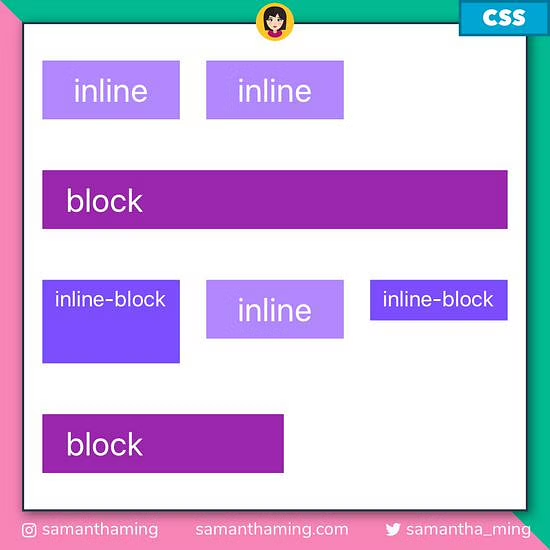 CSS
inline inline
block
inline-block inline inline-block
block
samanthaming samanthaming.com samantha_ming